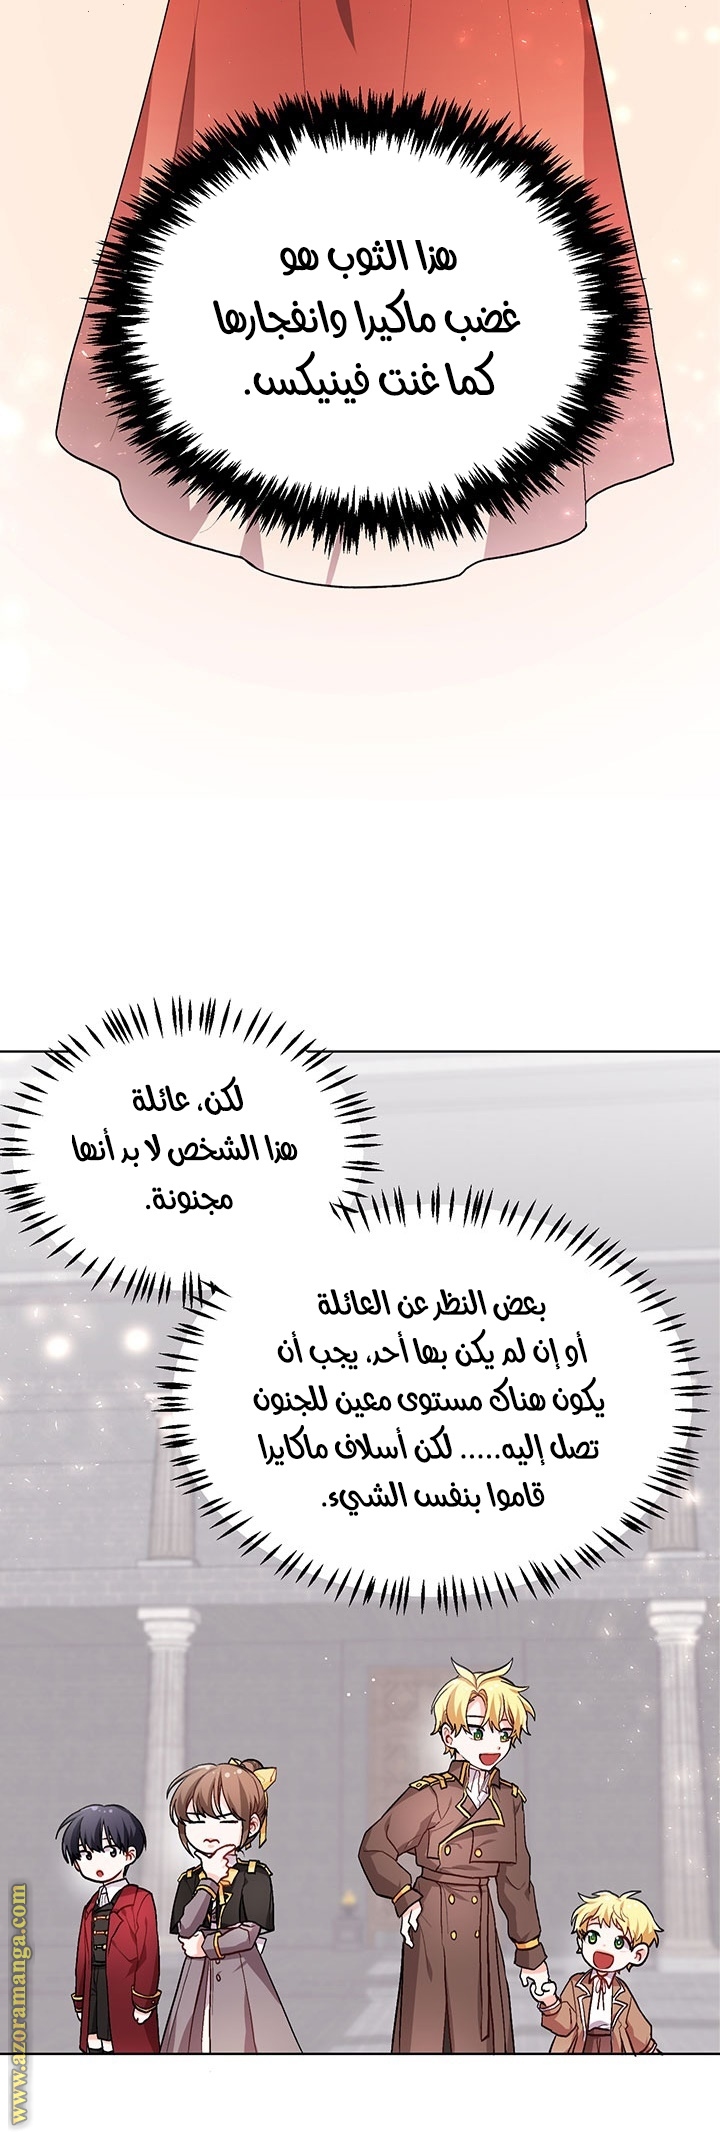 هذا الثوب هو
غضب ماكيرا وانفجارها
كما غنت فينيكس.
لكن، عائلة
هذا الشخص لا بد أنها
مجنونة.
بعض النظر عن العائلة
أو إن لم يكن بها أحد، يجب أن
يكون هناك مستوى معين للجنون
تصل إليه..... لكن أسلاف ماكايرا
قاموا بنفس الشيء.
www.azoramanga.com